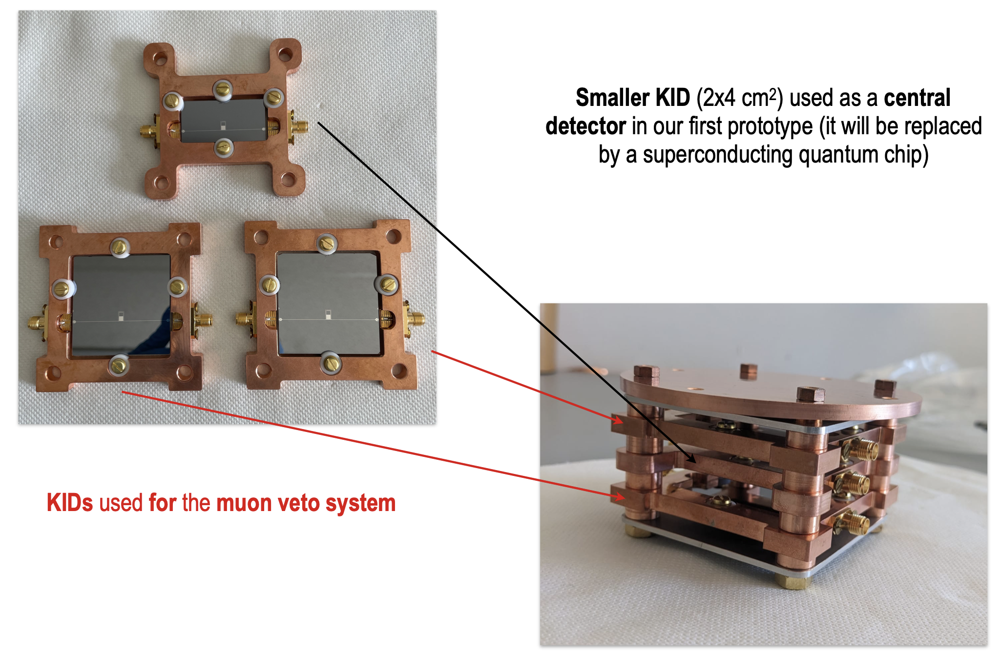 Smaller KID (2x4 cm²) used as a central
detector in our first prototype (it will be replaced
by a superconducting quantum chip)
KIDs used for the muon veto system